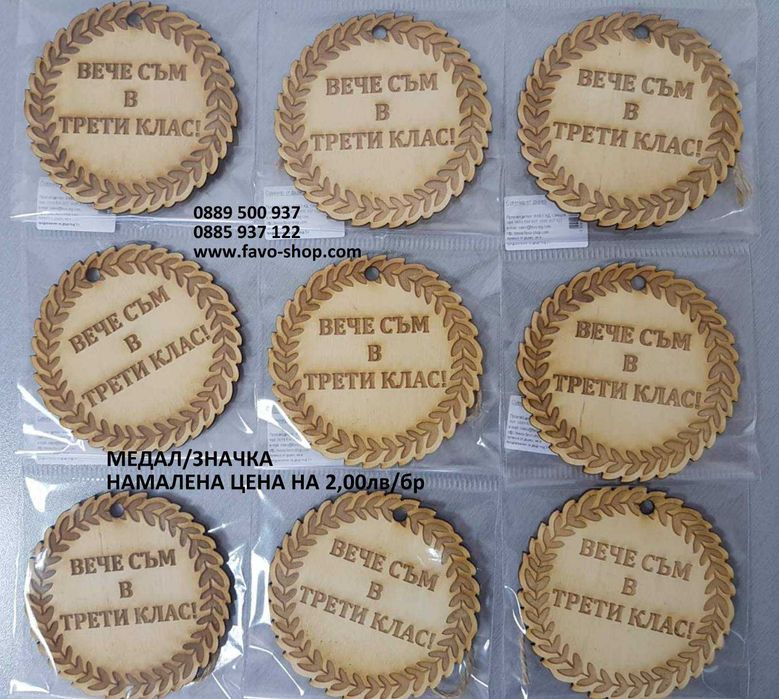 ВЕЧЕ СЪМ
В
ТРЕТИ КЛАС!
ВЕЧЕ СЪМ
В
ТРЕТИ КЛАС!
ВЕЧЕ СЪМ
В
ТРЕТИ КЛАС!
0889 500 937
0885 937 122
www.favo-shop.com
ВЕЧЕ СЪМ
В
ТРЕТИ КЛАС!
ВЕЧЕ СЪМ
В
ТРЕТИ КЛАС!
ВЕЧЕ СЪМ
В
ТРЕТИ КЛАС!
МЕДАЛ/ЗНАЧКА
НАМАЛЕНА ЦЕНА НА 2,00лв/бр
ВЕЧЕ СЪМ
В
ТРЕТИ КЛАС!
ВЕЧЕ СЪМ
В
ТРЕТИ КЛАС!
ВЕЧЕ СЪМ
В
ТРЕТИ КЛАС!